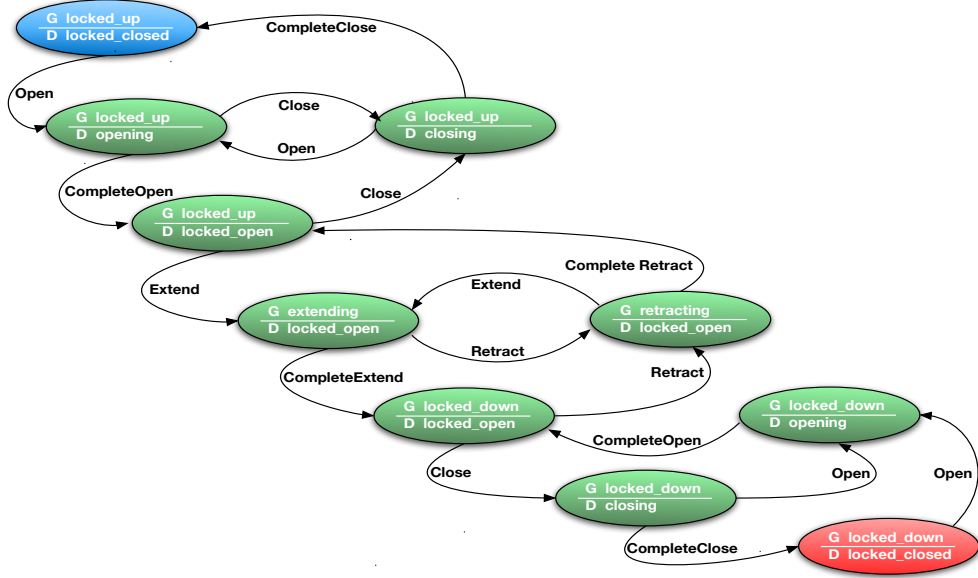 G locked_up
D locked_closed
CompleteClose
Open
Close
G locked_up
D opening
G locked_up
D closing
Open
CompleteOpen
Close
G locked_up
D locked_open
Complete Retract
Extend
Extend
G extending
D locked_open
G retracting
D locked_open
Retract
CompleteExtend
Retract
G locked_down
D locked_open
G locked_down
D opening
CompleteOpen
Close
Open
Open
G locked_down
D closing
CompleteClose
G locked_down
D locked_closed